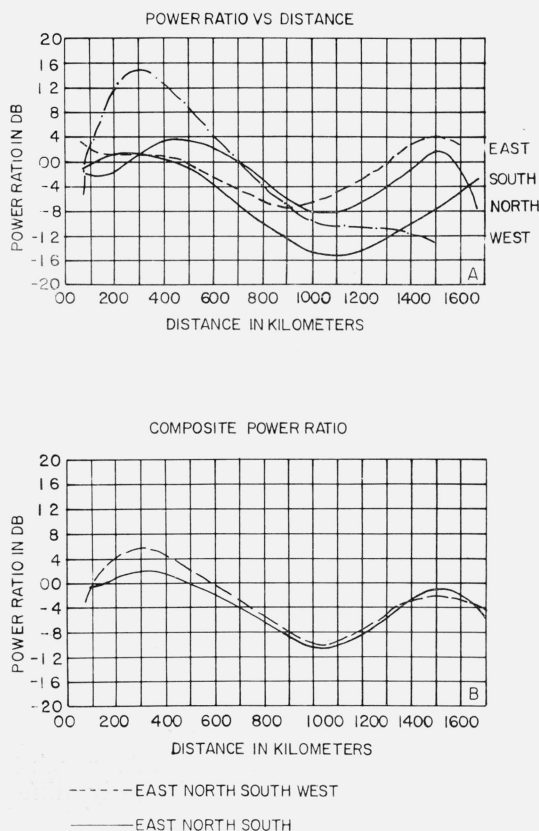 POWER RATIO VS DISTANCE
20
16
12
8
4
00
-4
-8
-12
-16
-20
POWER RATIO IN DB
EAST
SOUTH
NORTH
WEST
A
00 200 400 600 800 1000 1200 1400 1600
DISTANCE IN KILOMETERS
COMPOSITE POWER RATIO
20
16
12
8
4
00
-4
-8
-12
-16
-20
POWER RATIO IN DB
B
00 200 400 600 800 1000 1200 1400 1600
DISTANCE IN KILOMETERS
EAST NORTH SOUTH WEST
EAST NORTH SOUTH